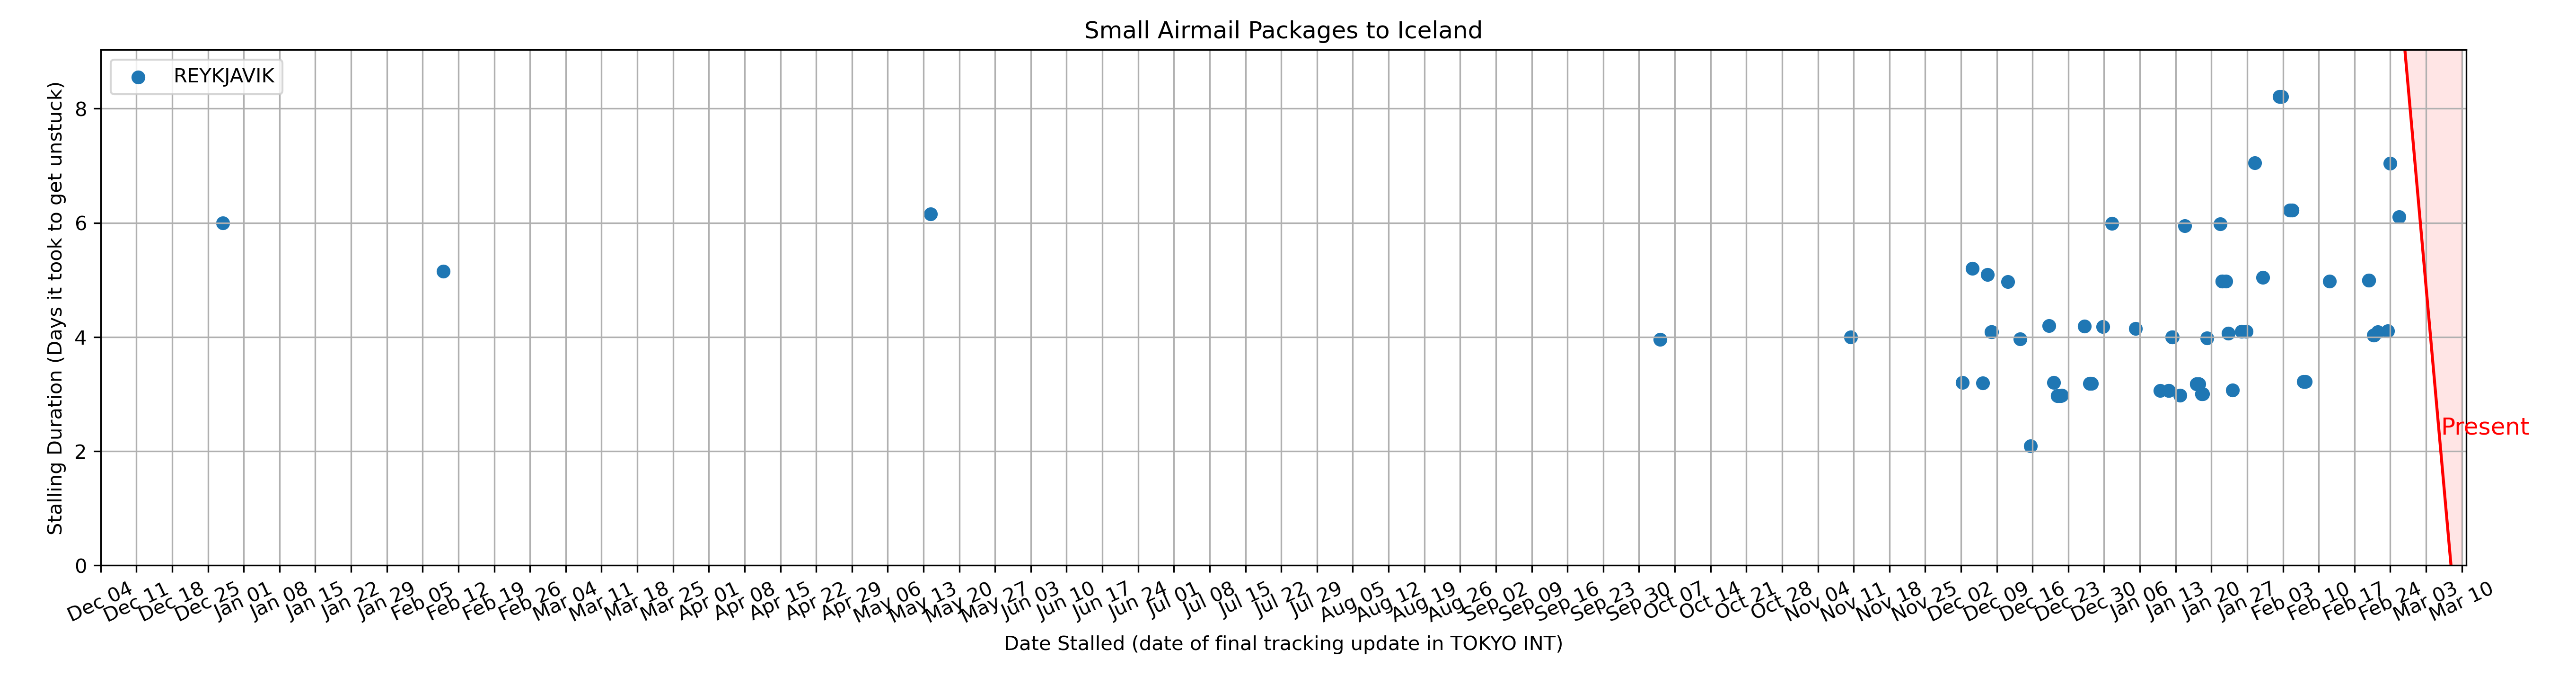 Small Airmail Packages to Iceland
REYKJAVIK
Stalling Duration (Days it took to get unstuck)
8
6
4
2
0
Present
Dec 04
Dec 11
Dec 18
Dec 25
Jan 01
Jan 08
Jan 15
Jan 22
Jan 29
Feb 05
Feb 12
Feb 19
Feb 26
Mar 04
Mar 11
Mar 18
Mar 25
Apr 01
Apr 08
Apr 15
Apr 22
Apr 29
May 06
May 13
May 20
May 27
Jun 03
Jun 10
Jun 17
Jun 24
Jul 01
Jul 08
Jul 15
Jul 22
Jul 29
Aug 05
Aug 12
Aug 19
Aug 26
Sep 02
Sep 09
Sep 16
Sep 23
Sep 30
Oct 07
Oct 14
Oct 21
Oct 28
Nov 04
Nov 11
Nov 18
Nov 25
Dec 02
Dec 09
Dec 16
Dec 23
Dec 30
Jan 06
Jan 13
Jan 20
Jan 27
Feb 03
Feb 10
Feb 17
Feb 24
Mar 03
Mar 10
Date Stalled (date of final tracking update in TOKYO INT)